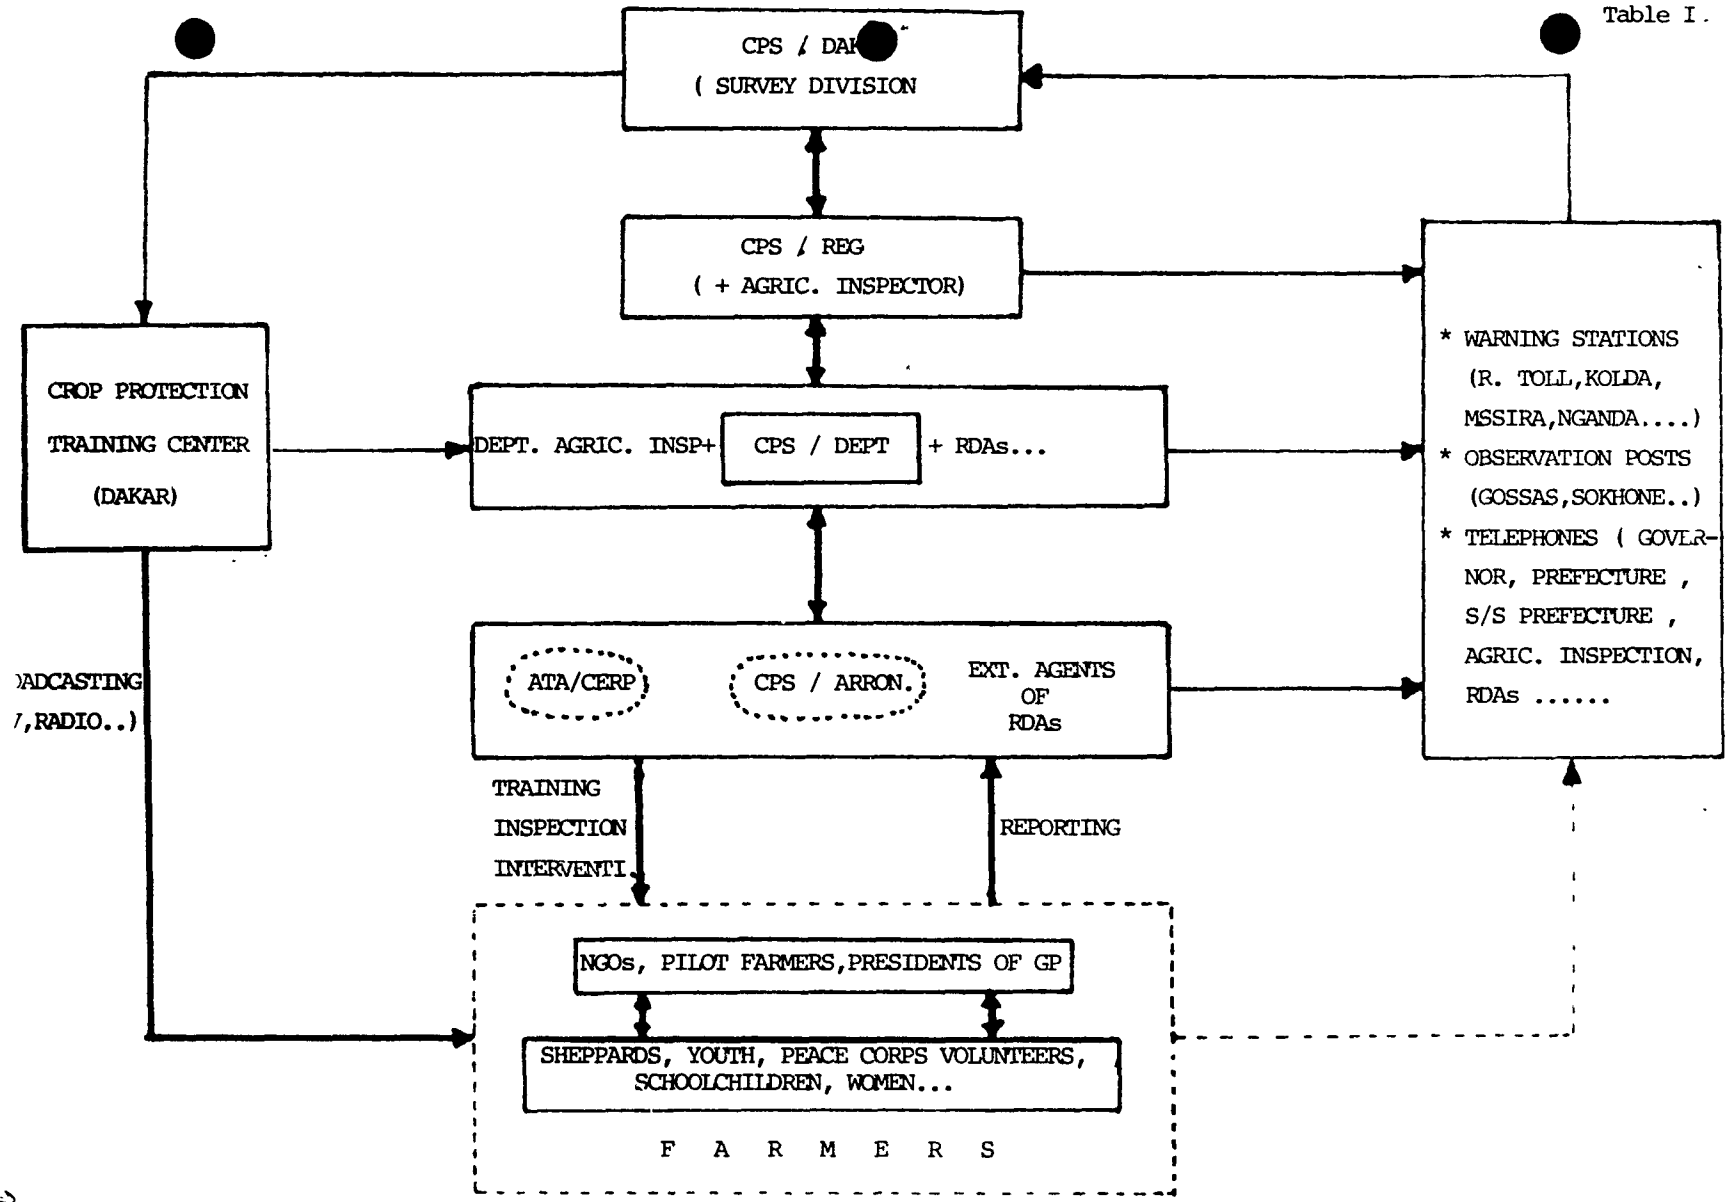 Table I.
CPS / DAK
( SURVEY DIVISION
CPS / REG
( + AGRIC. INSPECTOR)
CROP PROTECTION
TRAINING CENTER
(DAKAR)
DEPT. AGRIC. INSP+ CPS / DEPT + RDAs...
* WARNING STATIONS
(R. TOLL,KOLDA,
MSSIRA,NGANDA....)
* OBSERVATION POSTS
(GOSSAS,SOKHONE..)
* TELEPHONES ( GOVER-
NOR, PREFECTURE ,
S/S PREFECTURE ,
AGRIC. INSPECTION,
RDAs ......
ATA/CERP
CPS / ARRON.
EXT. AGENTS
OF
RDAs
OADCASTING
,RADIO..)
TRAINING
INSPECTION
INTERVENTI.
REPORTING
NGOs, PILOT FARMERS,PRESIDENTS OF GP
SHEPPARDS, YOUTH, PEACE CORPS VOLUNTEERS,
SCHOOLCHILDREN, WOMEN...
F A R M E R S